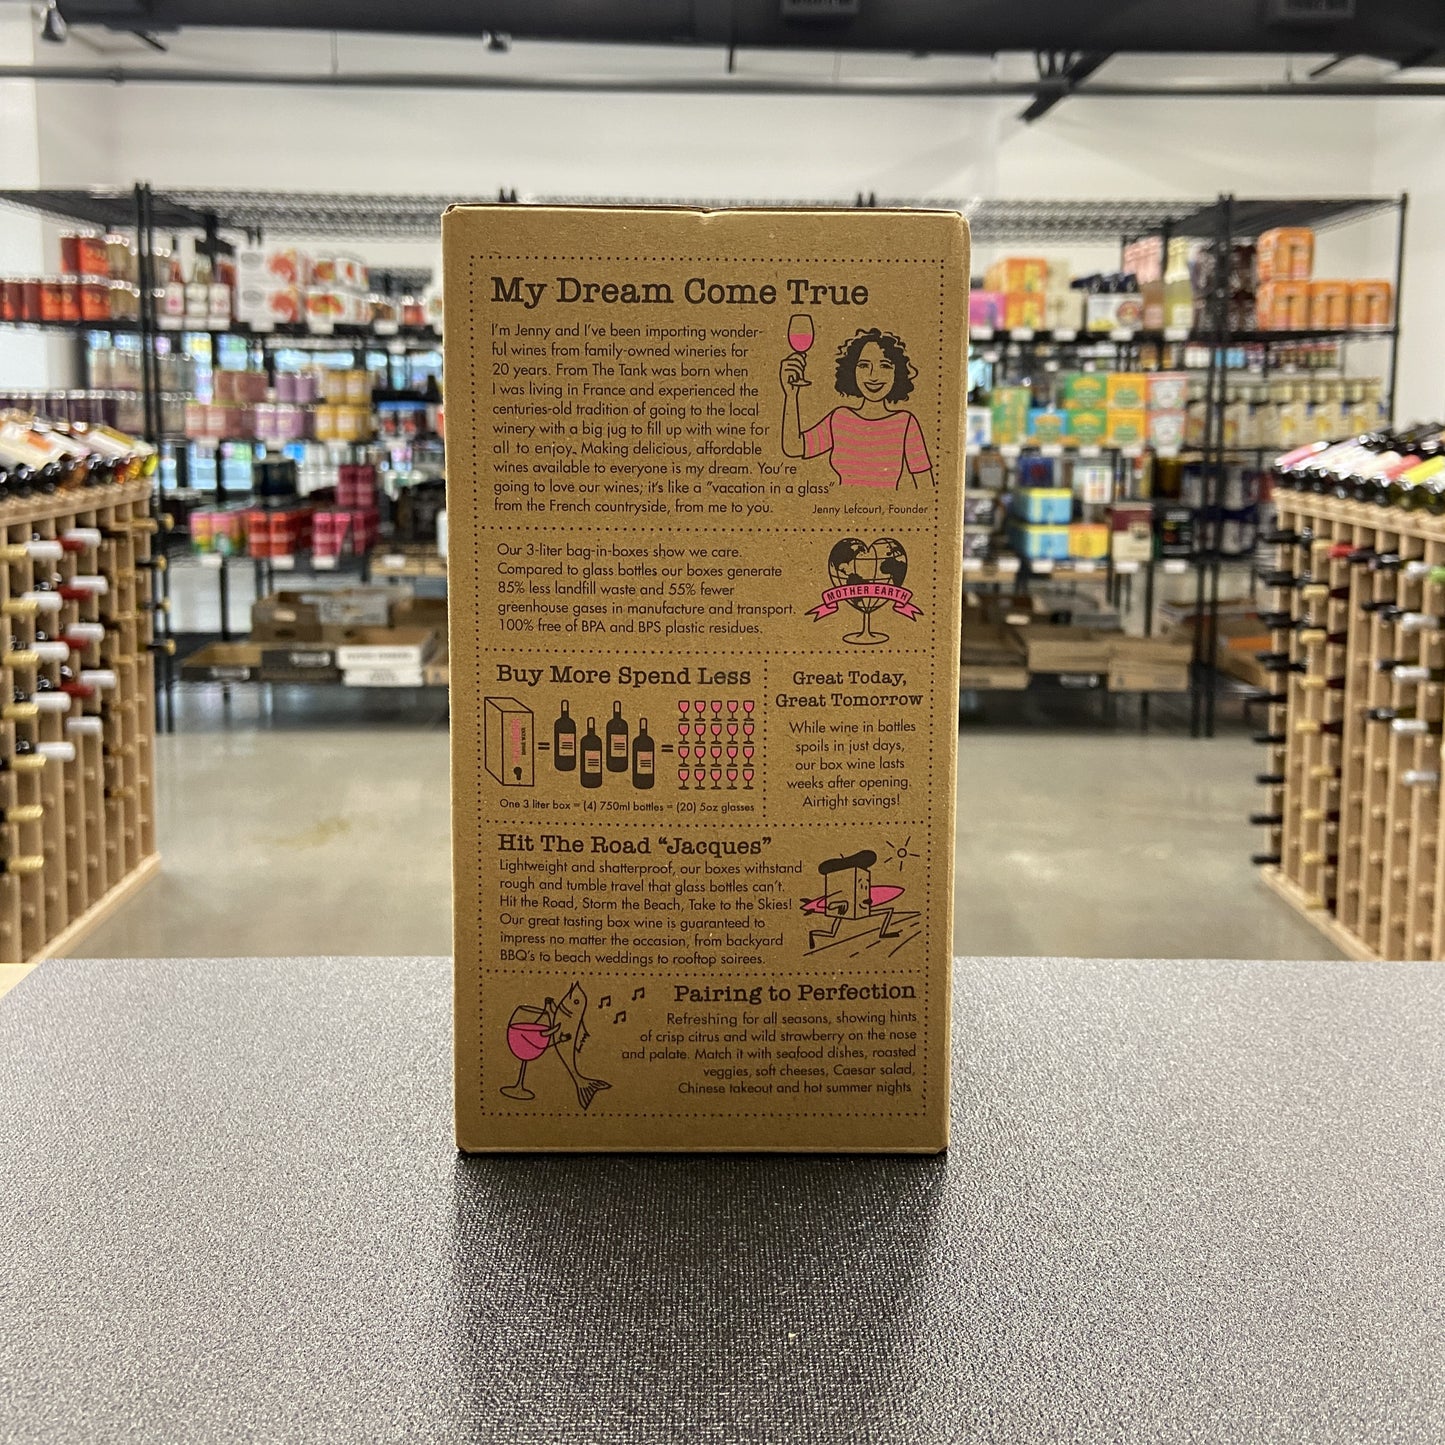 My Dream Come True
I'm Jenny and I've been importing wonder-
ful wines from family-owned wineries for
20 years. From The Tank was born when
I was living in France and experienced the
centuries-old tradition of going to the local
winery with a big jug to fill up with wine for
all to enjoy. Making delicious, affordable
wines available to everyone is my dream. You're
going to love our wines; it's like a "vacation in a glass"
from the French countryside, from me to you.
Jenny Lefcourt, Founder
Our 3-liter bag-in-boxes show we care.
Compared to glass bottles our boxes generate
85% less landfill waste and 55% fewer
greenhouse gases in manufacture and transport.
100% free of BPA and BPS plastic residues.
MOTHER EARTH
Buy More Spend Less
= =
One 3 liter box = (4) 750ml bottles = (20) 5oz glasses
Great Today,
Great Tomorrow
While wine in bottles
spoils in just days,
our box wine lasts
weeks after opening.
Airtight savings!
Hit The Road “Jacques”
Lightweight and shatterproof, our boxes withstand
rough and tumble travel that glass bottles can't.
Hit the Road, Storm the Beach, Take to the Skies!
Our great tasting box wine is guaranteed to
impress no matter the occasion, from backyard
BBQ's to beach weddings to rooftop soirees.
Pairing to Perfection
Refreshing for all seasons, showing hints
of crisp citrus and wild strawberry on the nose
and palate. Match it with seafood dishes, roasted
veggies, soft cheeses, Caesar salad,
Chinese takeout and hot summer nights